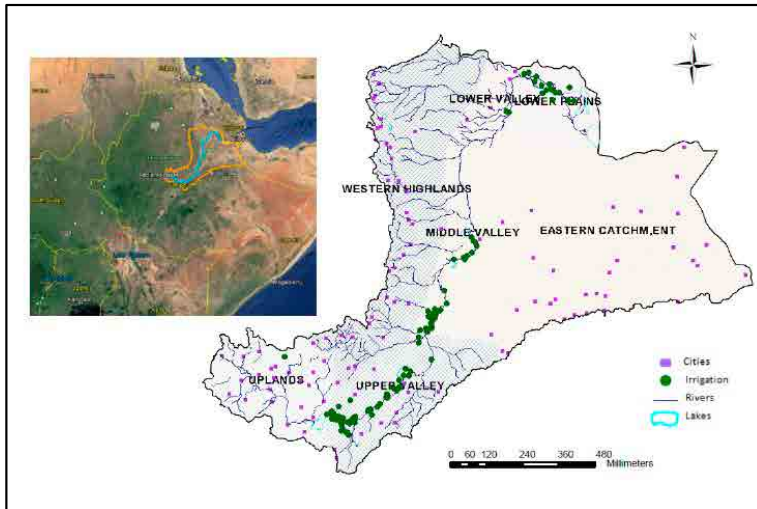 N
LOWER VALLEY
LOWER PLAINS
WESTERN HIGHLANDS
MIDDLE VALLEY
EASTERN CATCHM,ENT
UPLANDS
UPPER VALLEY
Cities
Irrigation
Rivers
Lakes
0 60 120 240 360 480
Millimeters